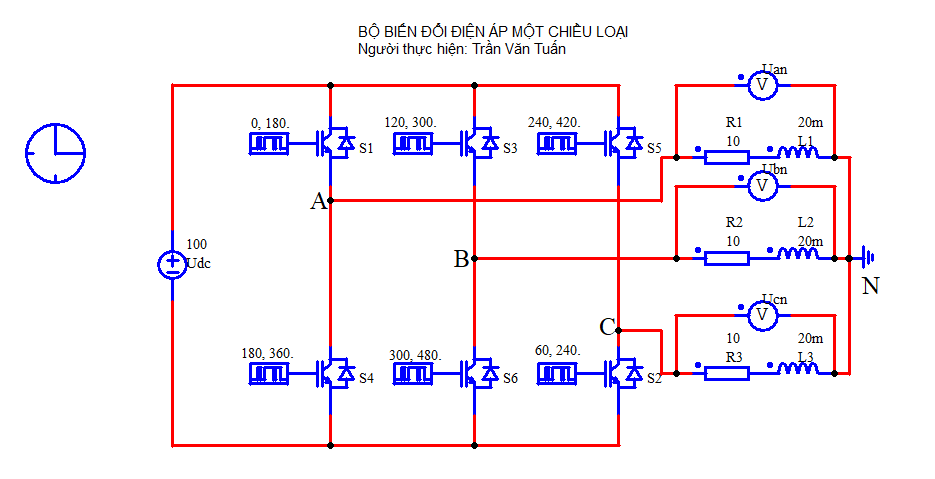 BỘ BIẾN ĐỔI ĐIỆN ÁP MỘT CHIỀU LOẠI
Người thực hiện: Trần Văn Tuấn
Uan
V
0, 180.
120, 300.
240, 420.
R1
20m
10
L1
S1
S3
S5
Ubn
V
A
R2
L2
10
20m
100
Udc
B
N
Ucn
V
C
10
20m
R3
L3
180, 360.
300, 480.
60, 240.
S4
S6
S2